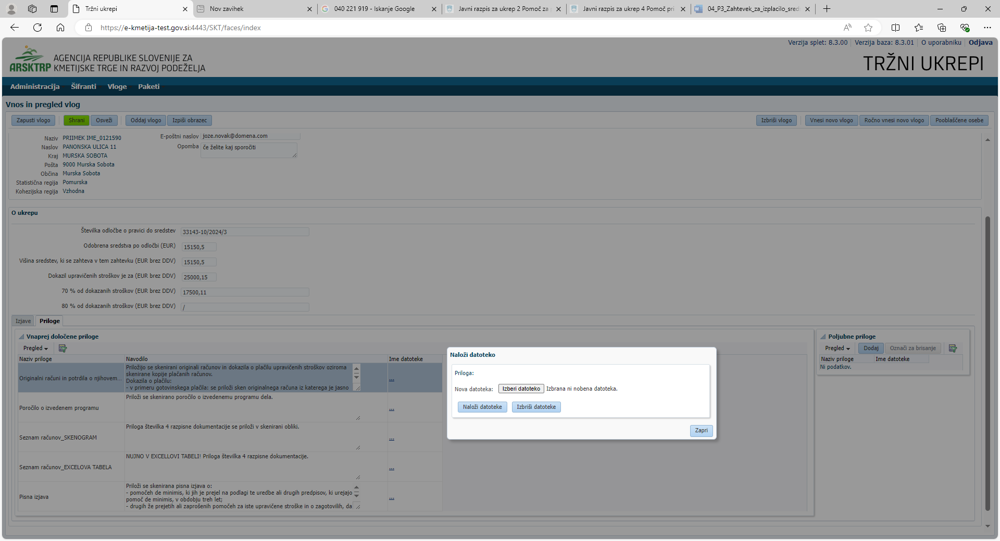 Tržni ukrepi
Nov zavihek
040 221 919 - Iskanje Google
Javni razpis za ukrep 2 Pomoč za
Javni razpis za ukrep 4 Pomoč pri
04_P3_Zahtevek_za_izplacilo_sred
https://e-kmetija-test.gov.si:4443/SKT/faces/index
Verzija splet: 8.3.00 Verzija baza: 8.3.01 O uporabniku Odjava
AGENCIJA REPUBLIKE SLOVENIJE ZA
ARSKTRP KMETIJSKE TRGE IN RAZVOJ PODEŽELJA
TRŽNI UKREPI
Administracija Šifranti Vloge Paketi
Vnos in pregled vlog
Zapusti vlogo Shrani Osveži Oddaj vlogo Izpiši obrazec Izbriši vlogo Vnesi novo vlogo Ročno vnesi novo vlogo Pooblaščene osebe
Naziv PRIIMEK IME_0121590
Naslov PANONSKA ULICA 11
Kraj MURSKA SOBOTA
Pošta 9000 Murska Sobota
Občina Murska Sobota
Statistična regija Pomurska
Kohezijska regija Vzhodna
E-poštni naslov joze.novak@domena.com
Opomba če želite kaj sporočiti
O ukrepu
Številka odločbe o pravici do sredstev 33143-10/2024/3
Odobrena sredstva po odločbi (EUR) 15150,5
Višina sredstev, ki se zahteva v tem zahtevku (EUR brez DDV) 15150,5
Dokazil upravičenih stroškov je za (EUR brez DDV) 25000,15
70 % od dokazanih stroškov (EUR brez DDV) 17500,11
80 % od dokazanih stroškov (EUR brez DDV) /
Izjave Priloge
Vnaprej določene priloge
Pregled
Naziv priloge Navodilo Ime datoteke
Originalni računi in potrdila o njihovem...
Priložijo se skenirani originali računov in dokazila o plačilu upravičenih stroškov oziroma
skenirane kopije plačanih računov.
Dokazila o plačilu:
- v primeru gotovinskega plačila: se priloži sken originalnega računa iz katerega je jasno
...
Poročilo o izvedenem programu
Priloži se skenirano poročilo o izvedenemu programu dela.
...
Seznam računov_SKENOGRAM
Priloga številka 4 razpisne dokumentacije se priloži v skenirani obliki.
...
Seznam računov_EXCELOVA TABELA
NUJNO V EXCELLOVI TABELI! Priloga številka 4 razpisne dokumentacije.
...
Pisna izjava
Priloži se skenirana pisna izjava o:
- pomočeh de minimis, ki jih je prejel na podlagi te uredbe ali drugih predpisov, ki urejajo
pomoč de minimis, v obdobju treh let;
- drugih že prejetih ali zaprošenih pomočeh za iste upravičene stroške in o zagotovilih, da
...
Naloži datoteko
Priloga:
Nova datoteka: Izberi datoteko Izbrana ni nobena datoteka.
Naloži datoteke Izbriši datoteke
Zapri
Poljubne priloge
Pregled Dodaj Označi za brisanje
Naziv priloge Ime datoteke
Ni podatkov.